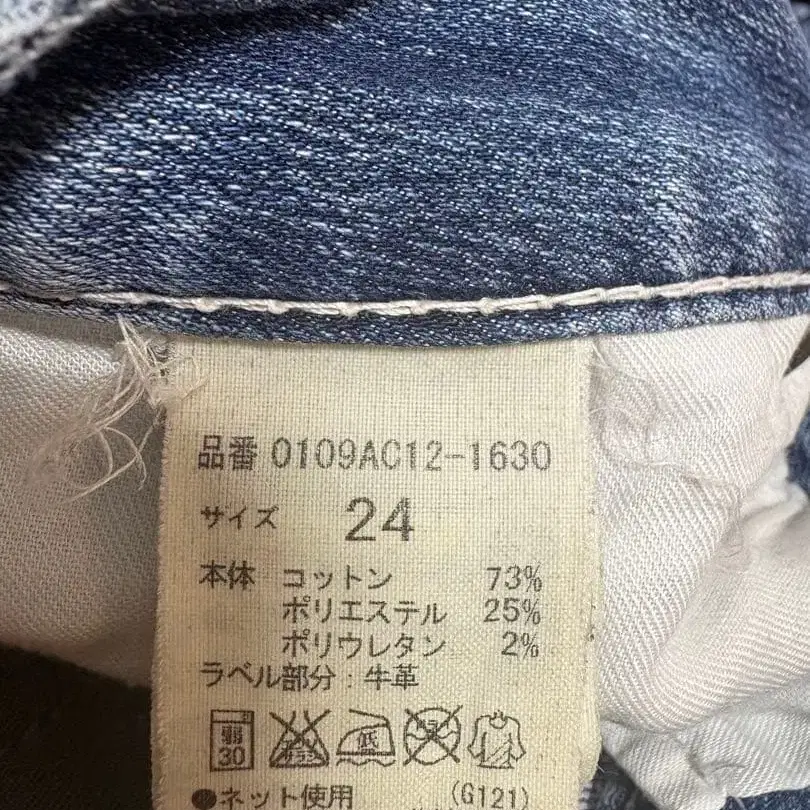 品番 0109AC12-1630
サイズ 24
本体 コットン 73%
ポリエステル 25%
ポリウレタン 2%
ラベル部分：牛革
弱 30 低
●ネット使用 (G121)